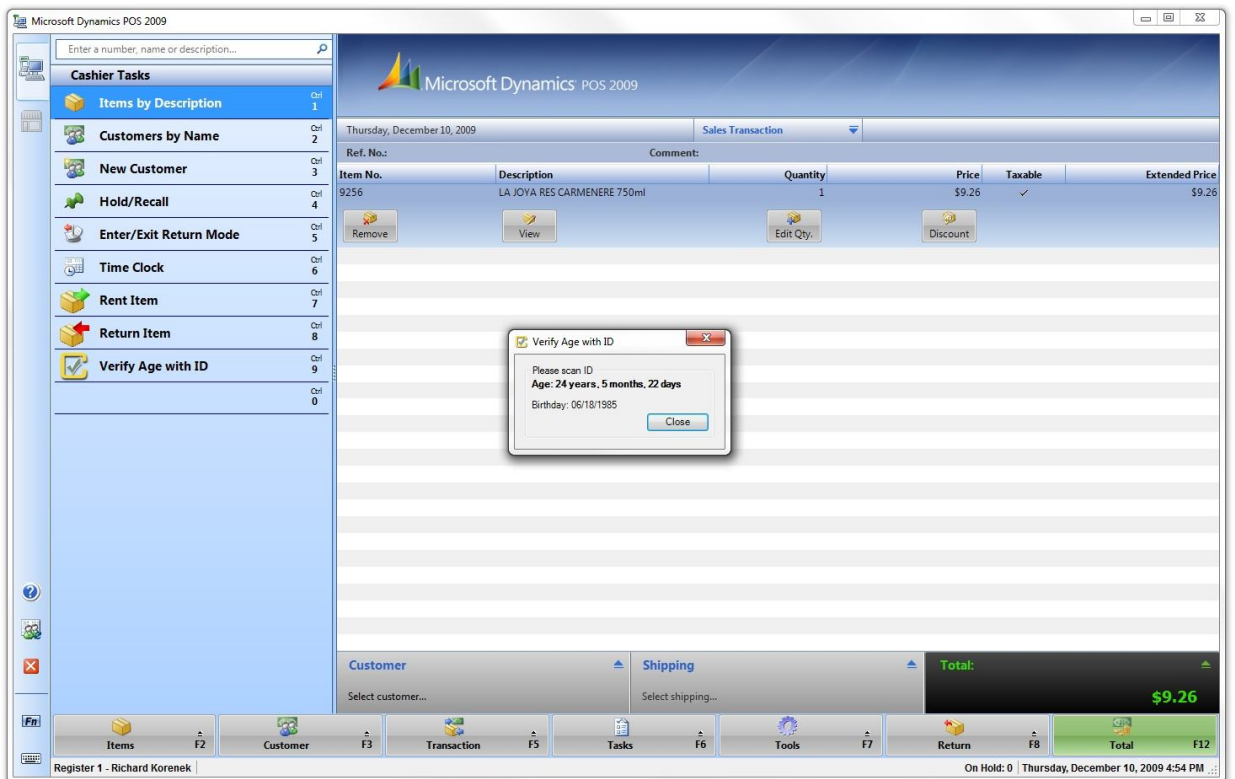 Microsoft Dynamics POS 2009
Enter a number, name or description...
Cashier Tasks
Items by Description Ctrl 1
Customers by Name Ctrl 2
New Customer Ctrl 3
Hold/Recall Ctrl 4
Enter/Exit Return Mode Ctrl 5
Time Clock Ctrl 6
Rent Item Ctrl 7
Return Item Ctrl 8
Verify Age with ID Ctrl 9
Ctrl 0
Microsoft Dynamics POS 2009
Thursday, December 10, 2009 Sales Transaction
Ref. No.: Comment:
Item No. Description Quantity Price Taxable Extended Price
9256 LA JOYA RES CARMENERE 750ml 1 $9.26 ✓ $9.26
Remove View Edit Qty. Discount
Verify Age with ID
Please scan ID
Age: 24 years, 5 months, 22 days
Birthday: 06/18/1985
Close
Customer Shipping Total:
Select customer... Select shipping... $9.26
Fn
Items F2 Customer F3 Transaction F5 Tasks F6 Tools F7 Return F8 Total F12
Register 1 - Richard Korenek On Hold: 0 Thursday, December 10, 2009 4:54 PM